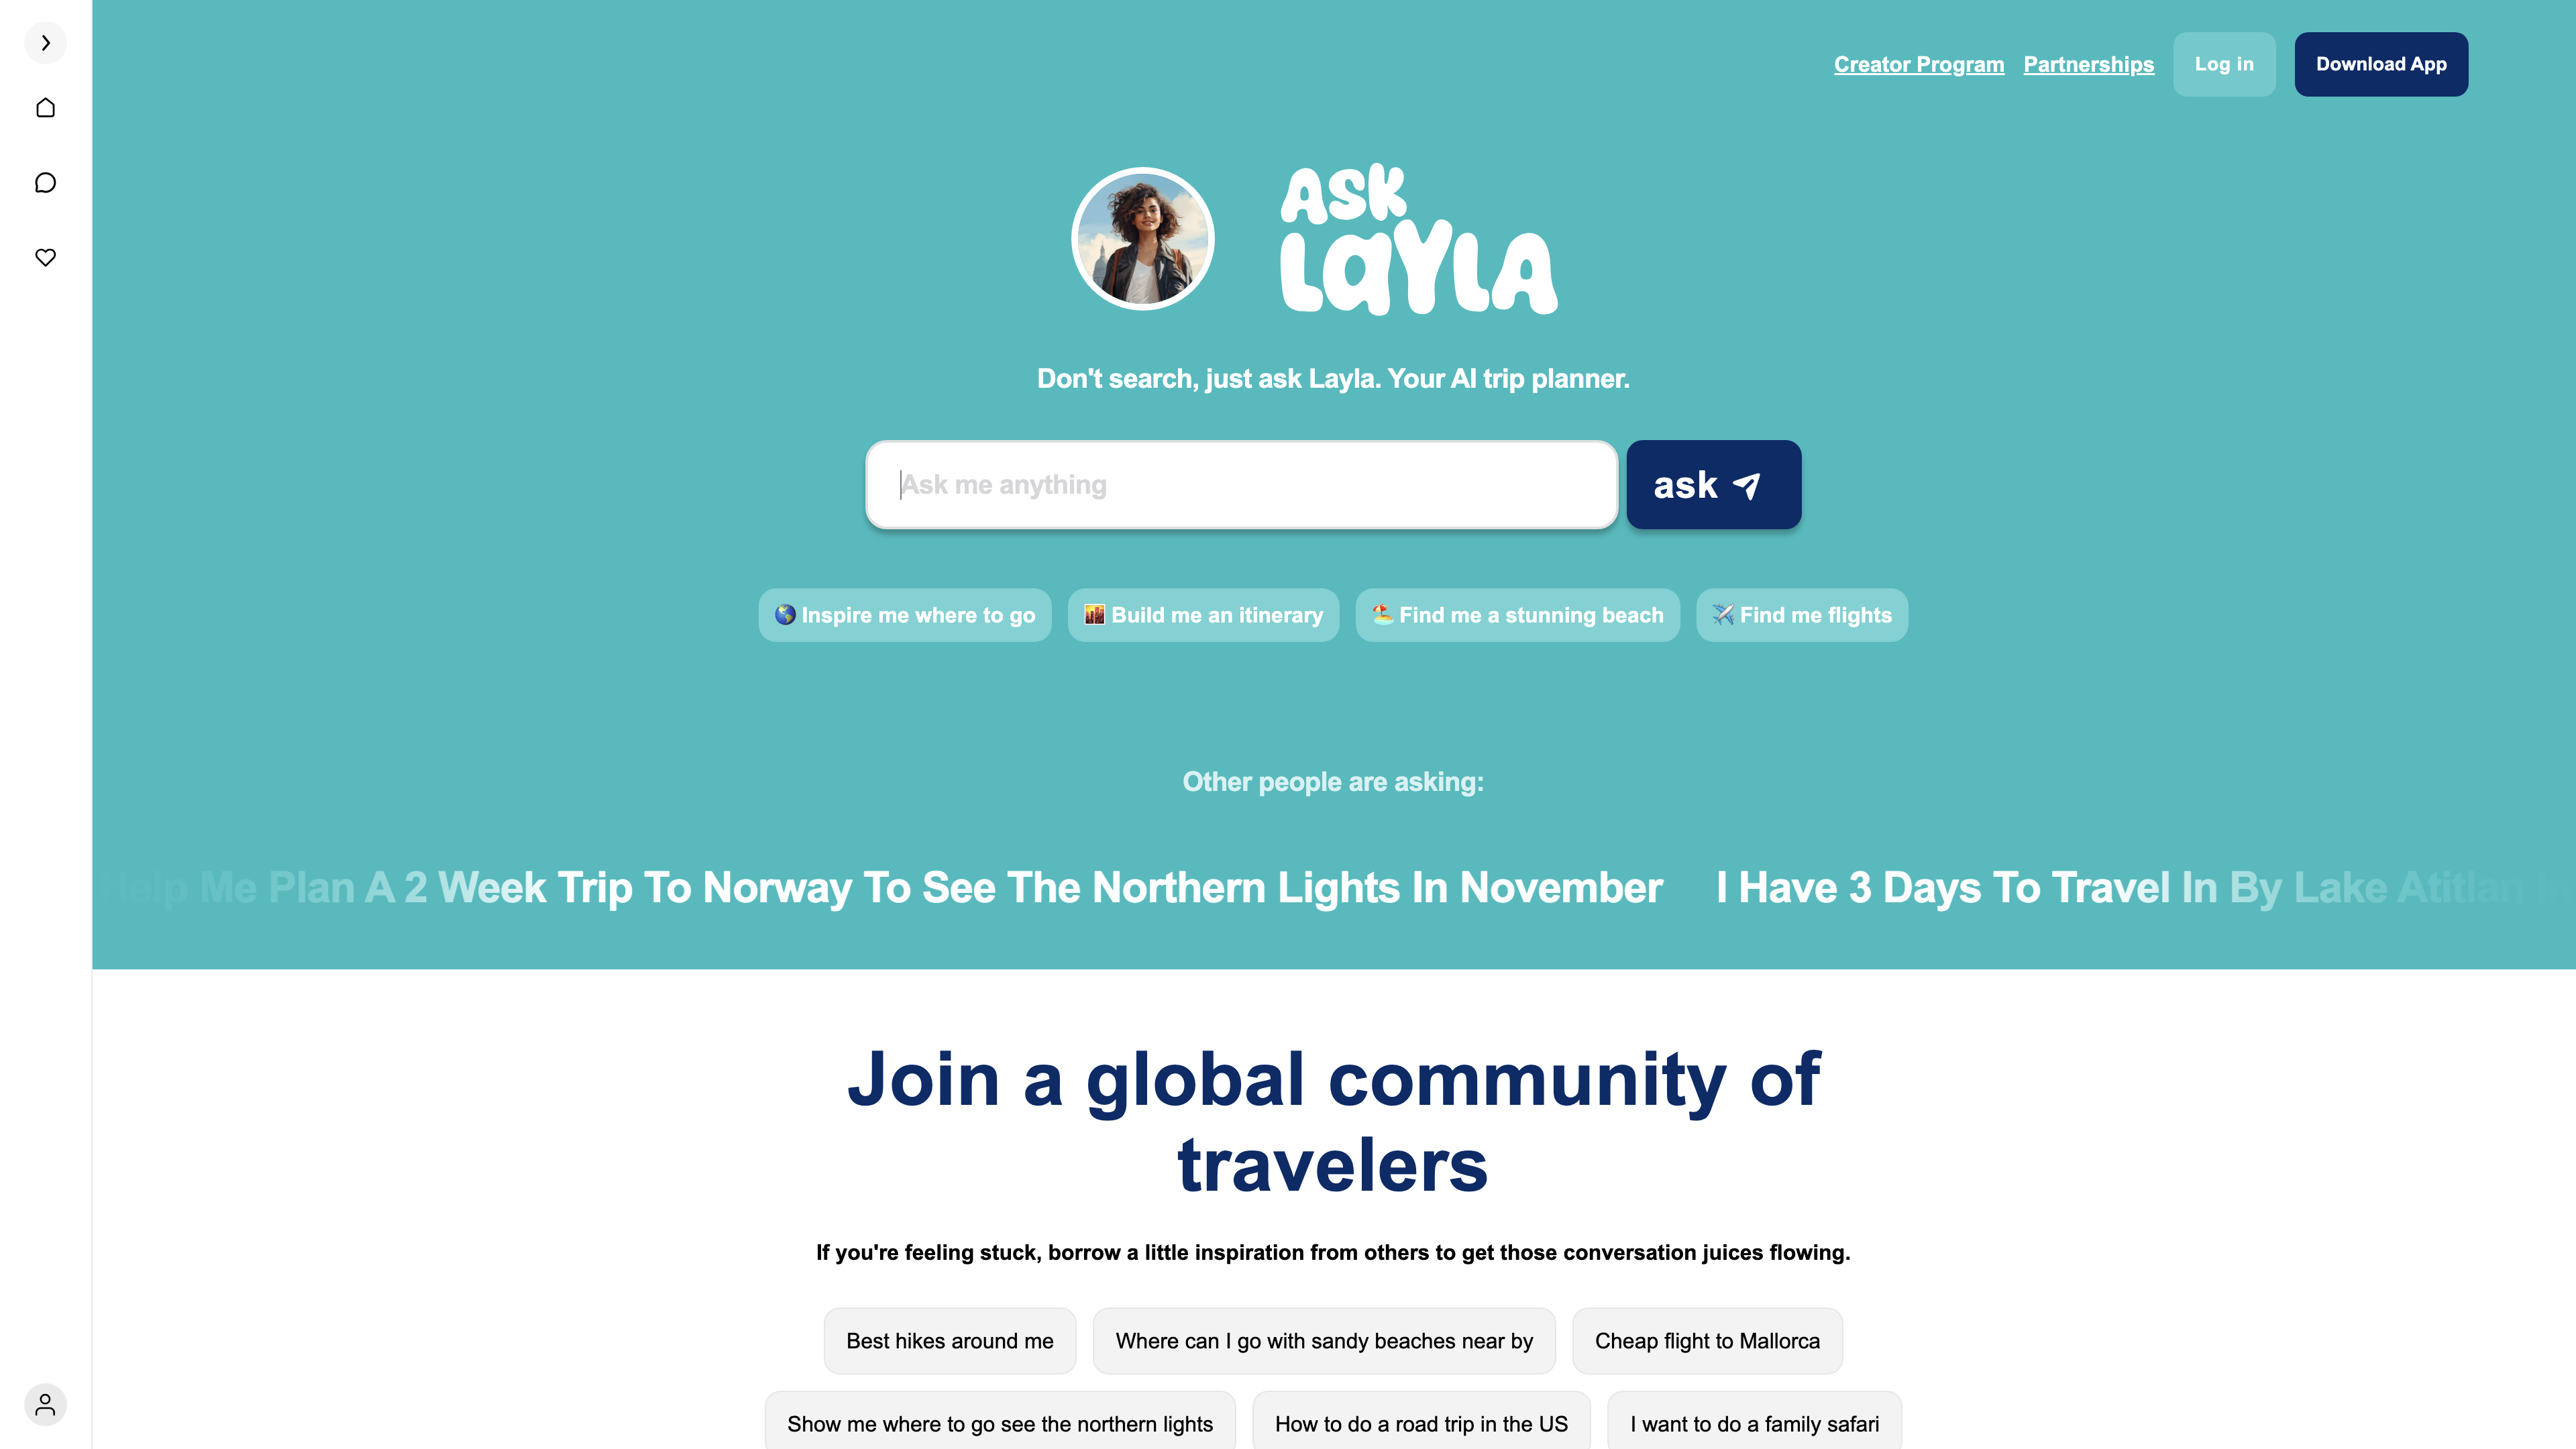 Creator Program
Partnerships
Log in
Download App
ASK
LaYLA
Don't search, just ask Layla. Your AI trip planner.
Ask me anything
ask
Inspire me where to go
Build me an itinerary
Find me a stunning beach
Find me flights
Other people are asking:
Help Me Plan A 2 Week Trip To Norway To See The Northern Lights In November
I Have 3 Days To Travel In By Lake Atitlan
Join a global community of
travelers
If you're feeling stuck, borrow a little inspiration from others to get those conversation juices flowing.
Best hikes around me
Where can I go with sandy beaches near by
Cheap flight to Mallorca
Show me where to go see the northern lights
How to do a road trip in the US
I want to do a family safari